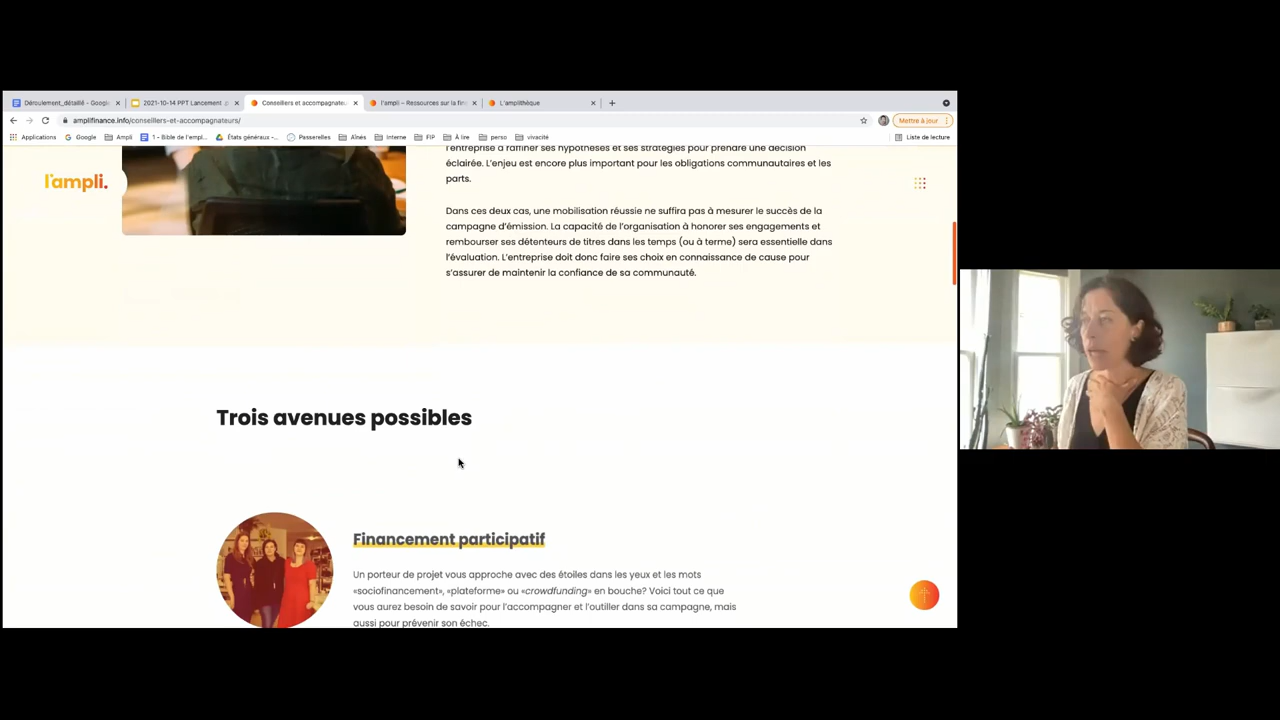 Déroulement_détaillé - Googl
2021-10-14 PPT Lancement .p
Conseillers et accompagnateu
l'ampli – Ressources sur la fin
L'amplithèque
amplifinance.info/conseillers-et-accompagnateurs/
Mettre à jour
Applications
Google
Ampli
1 - Bible de l'empl...
États généraux –...
Passerelles
Aînés
Interne
FIP
À lire
perso
vivacité
Liste de lecture
l'ampli.
l'entreprise à raffiner ses hypothèses et ses stratégies pour prendre une décision
éclairée. L'enjeu est encore plus important pour les obligations communautaires et les
parts.
Dans ces deux cas, une mobilisation réussie ne suffira pas à mesurer le succès de la
campagne d'émission. La capacité de l'organisation à honorer ses engagements et
rembourser ses détenteurs de titres dans les temps (ou à terme) sera essentielle dans
l'évaluation. L'entreprise doit donc faire ses choix en connaissance de cause pour
s'assurer de maintenir la confiance de sa communauté.
Trois avenues possibles
Financement participatif
Un porteur de projet vous approche avec des étoiles dans les yeux et les mots
«sociofinancement», «plateforme» ou «crowdfunding» en bouche? Voici tout ce que
vous aurez besoin de savoir pour l'accompagner et l'outiller dans sa campagne, mais
aussi pour prévenir son échec.